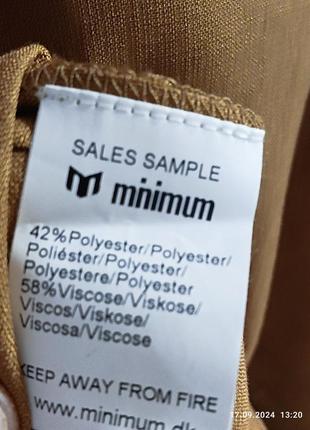 SALES SAMPLE
minimum
42%Polyester/Polyester/
Poliéster/Polyester/
Polyestere/Polyester
58%Viscose/Viskose/
Viscos/Viskose/
Viscosa/Viscose
KEEP AWAY FROM FIRE
www.minimum.dk
17.09.2024 13:20